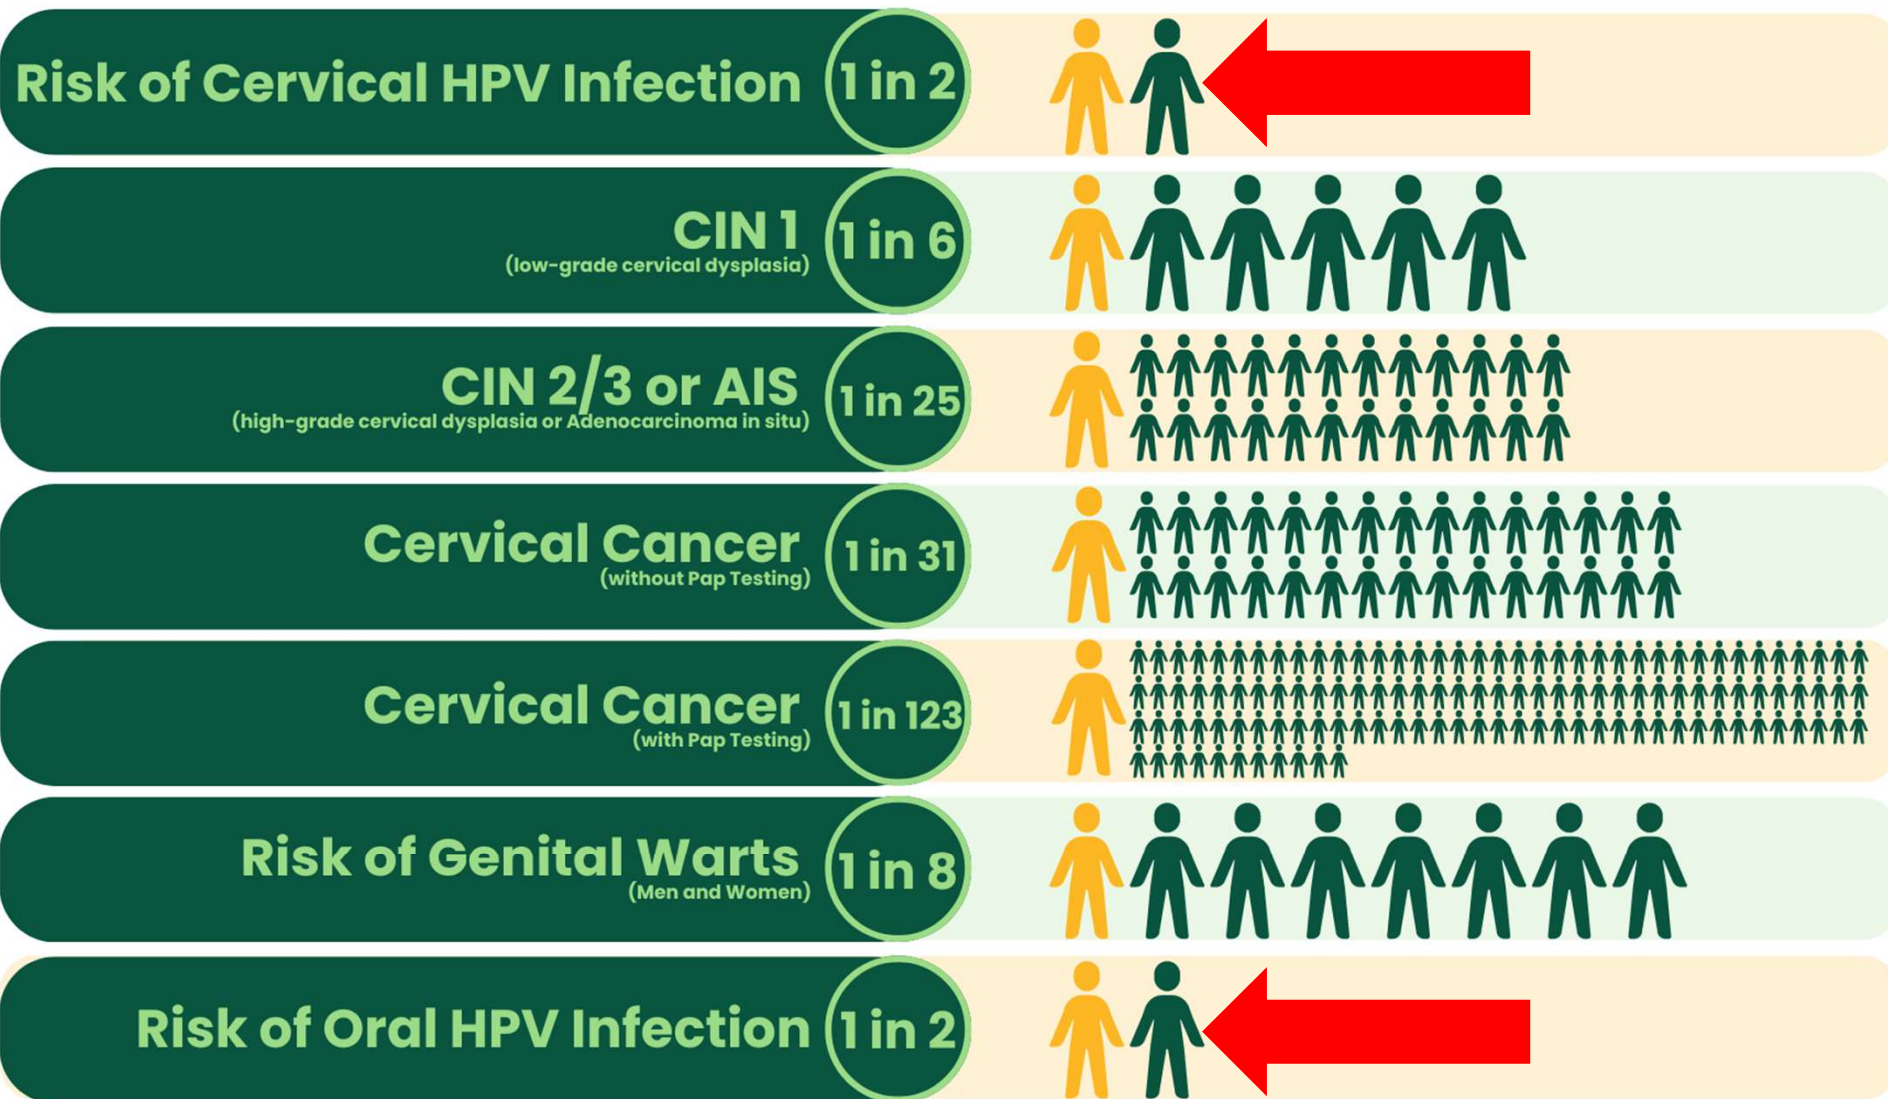 Risk of Cervical HPV Infection 1 in 2
CIN 1 1 in 6
(low-grade cervical dysplasia)
CIN 2/3 or AIS 1 in 25
(high-grade cervical dysplasia or Adenocarcinoma in situ)
Cervical Cancer 1 in 31
(without Pap Testing)
Cervical Cancer 1 in 123
(with Pap Testing)
Risk of Genital Warts 1 in 8
(Men and Women)
Risk of Oral HPV Infection 1 in 2